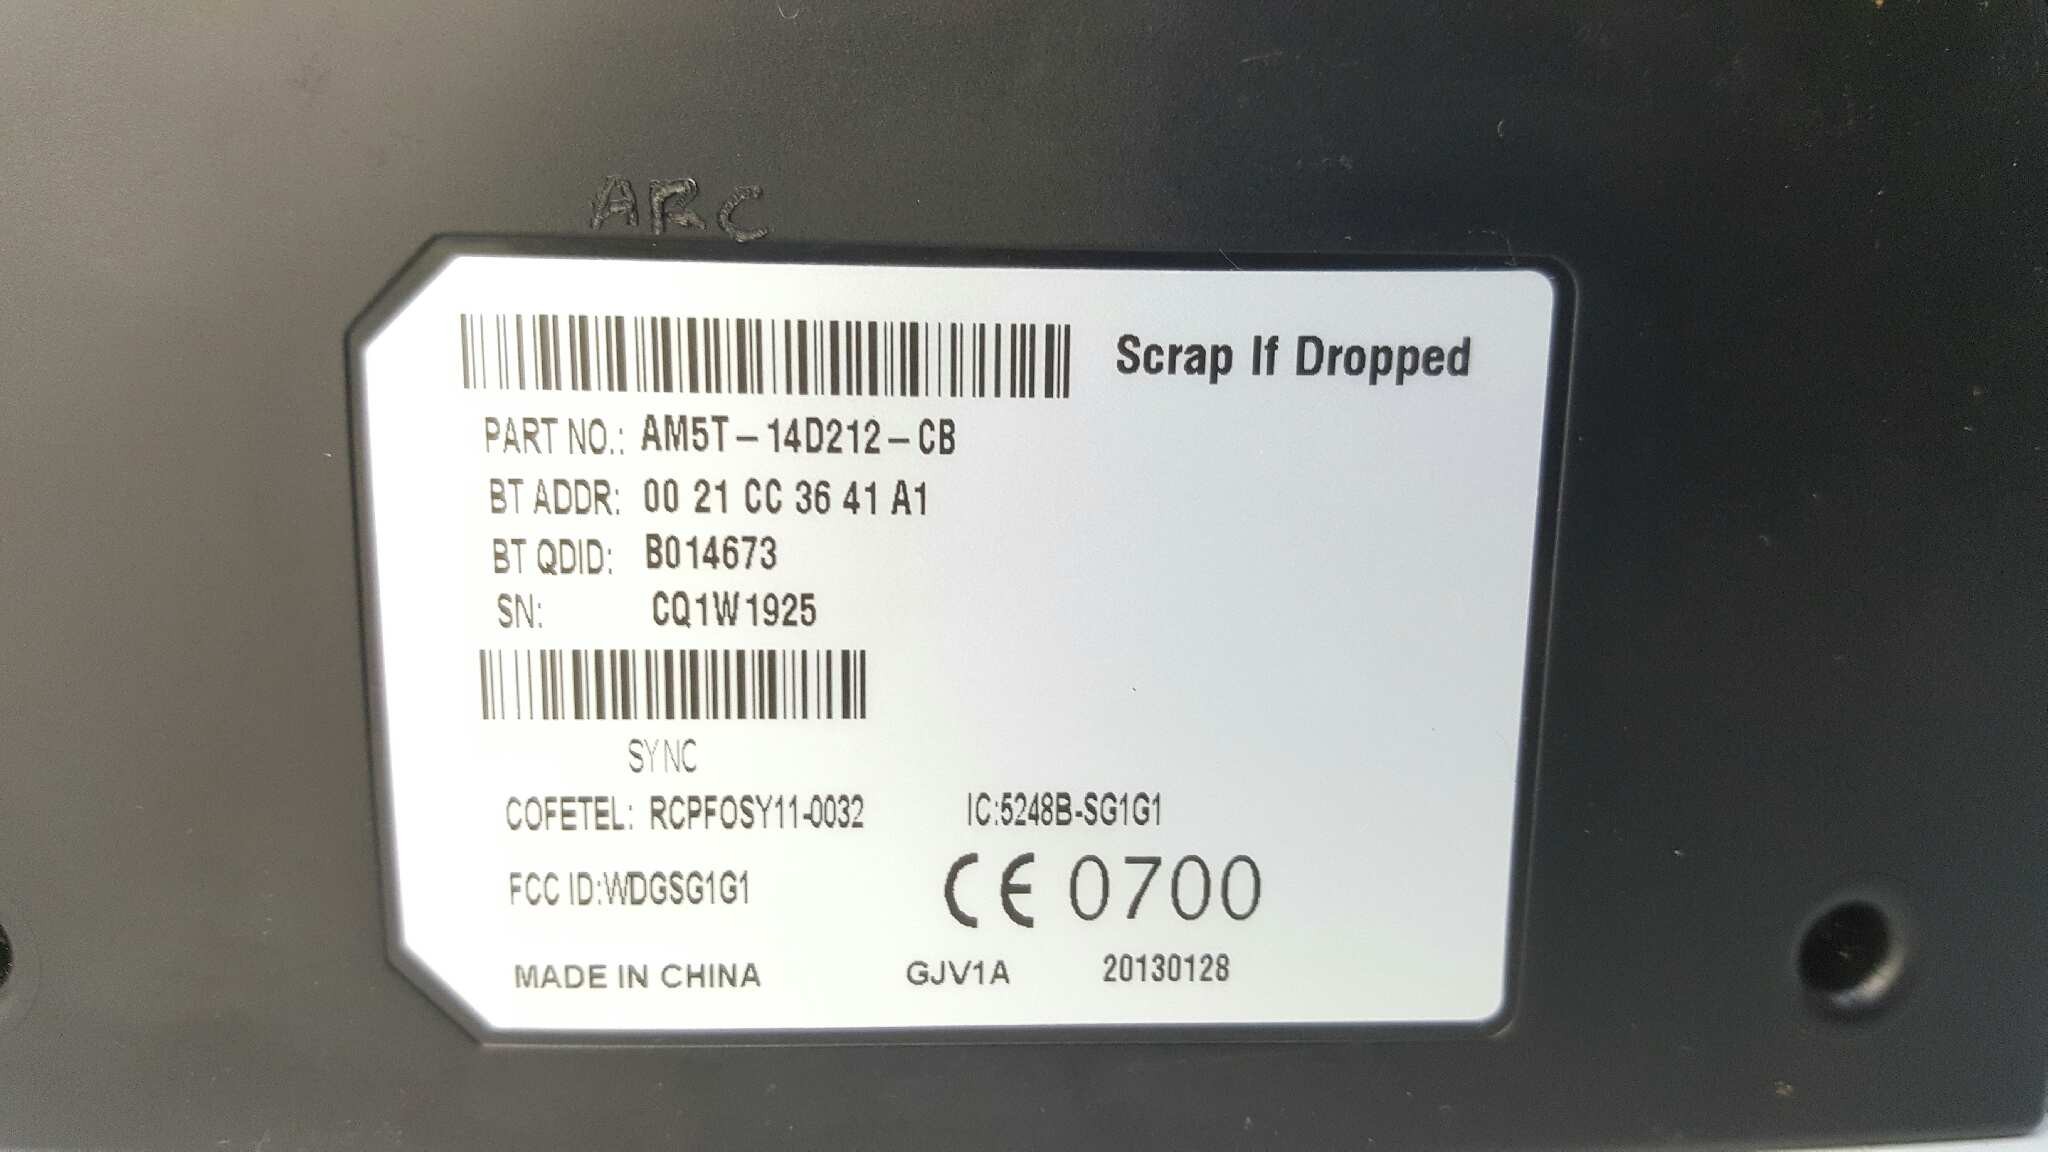 ARC
Scrap If Dropped
PART NO.: AM5T-14D212-CB
BT ADDR: 00 21 CC 36 41 A1
BT QDID: B014673
SN: CQ1W1925
SYNC
COFETEL: RCPFOSY11-0032 IC:5248B-SG1G1
FCC ID:WDGSG1G1 CE 0700
MADE IN CHINA GJV1A 20130128